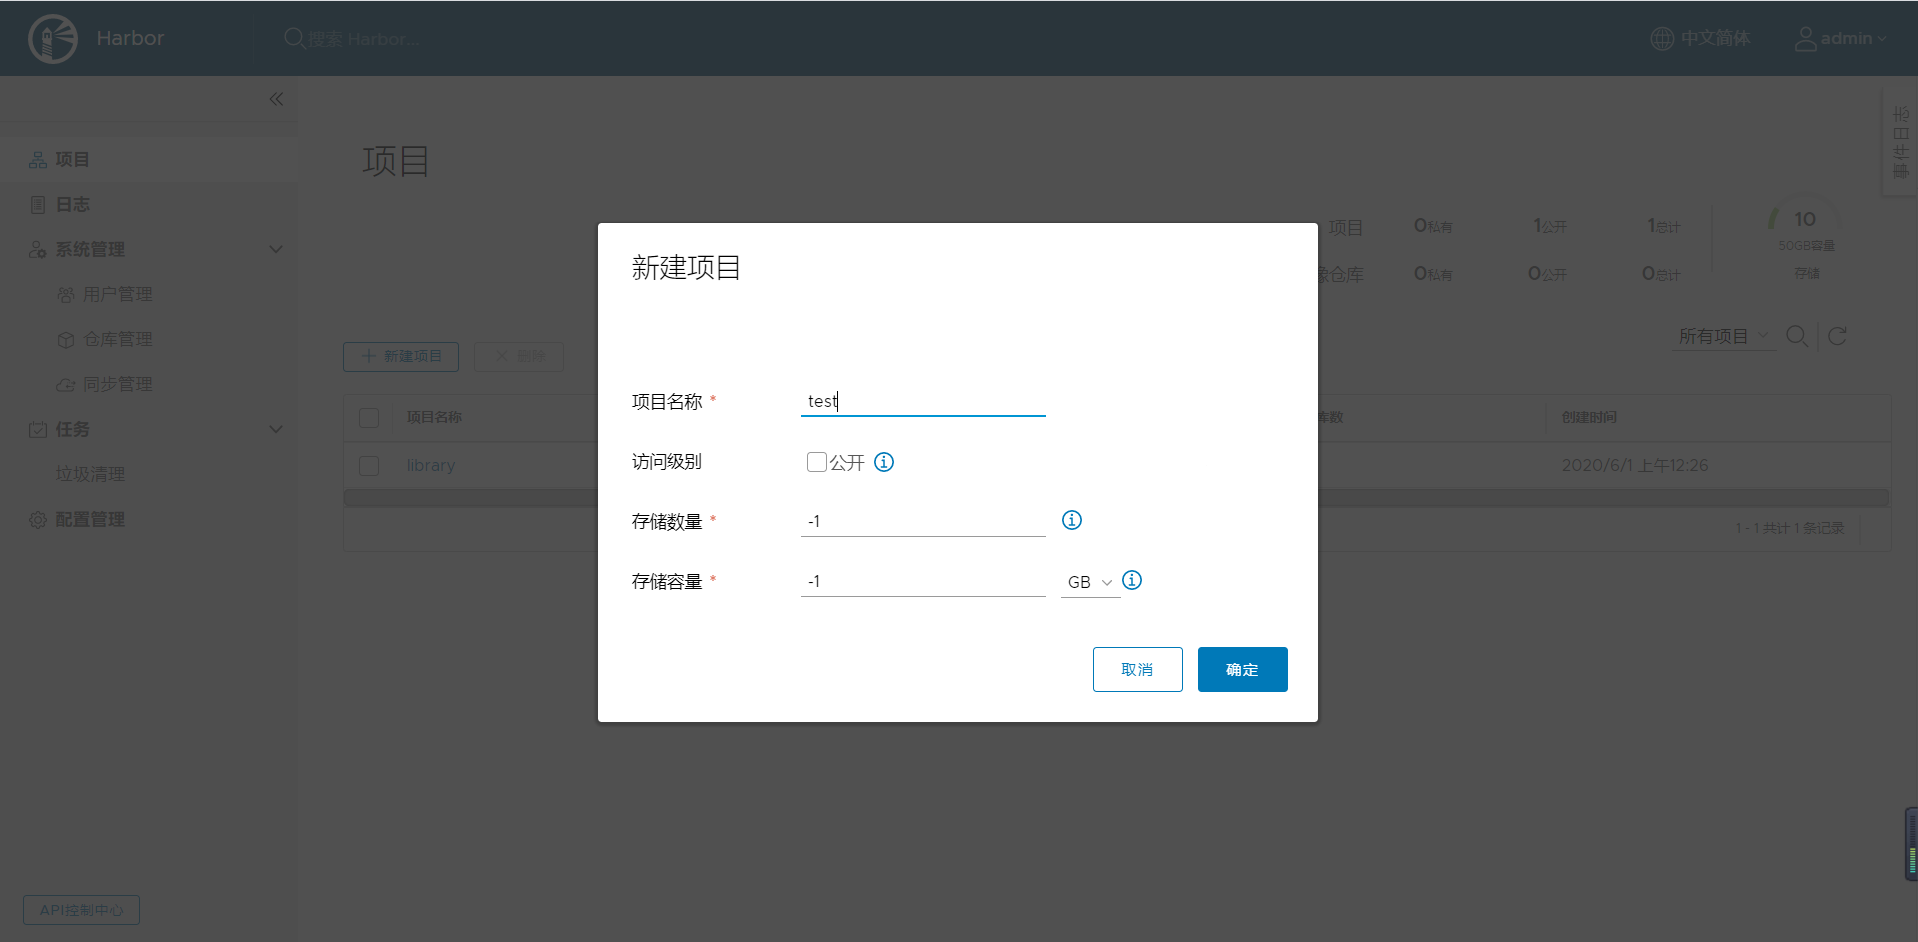 Harbor
搜索 Harbor...
中文简体
admin
项目
日志
系统管理
用户管理
仓库管理
同步管理
任务
垃圾清理
配置管理
API控制中心
项目
事件日志
项目 0私有 1公开 1总计
像仓库 0私有 0公开 0总计
10
50GB容量
存储
新建项目
删除
所有项目
项目名称
库数
创建时间
library
2020/6/1 上午12:26
1 - 1 共计 1 条记录
新建项目
项目名称 * test
访问级别 公开
存储数量 * -1
存储容量 * -1 GB
取消
确定